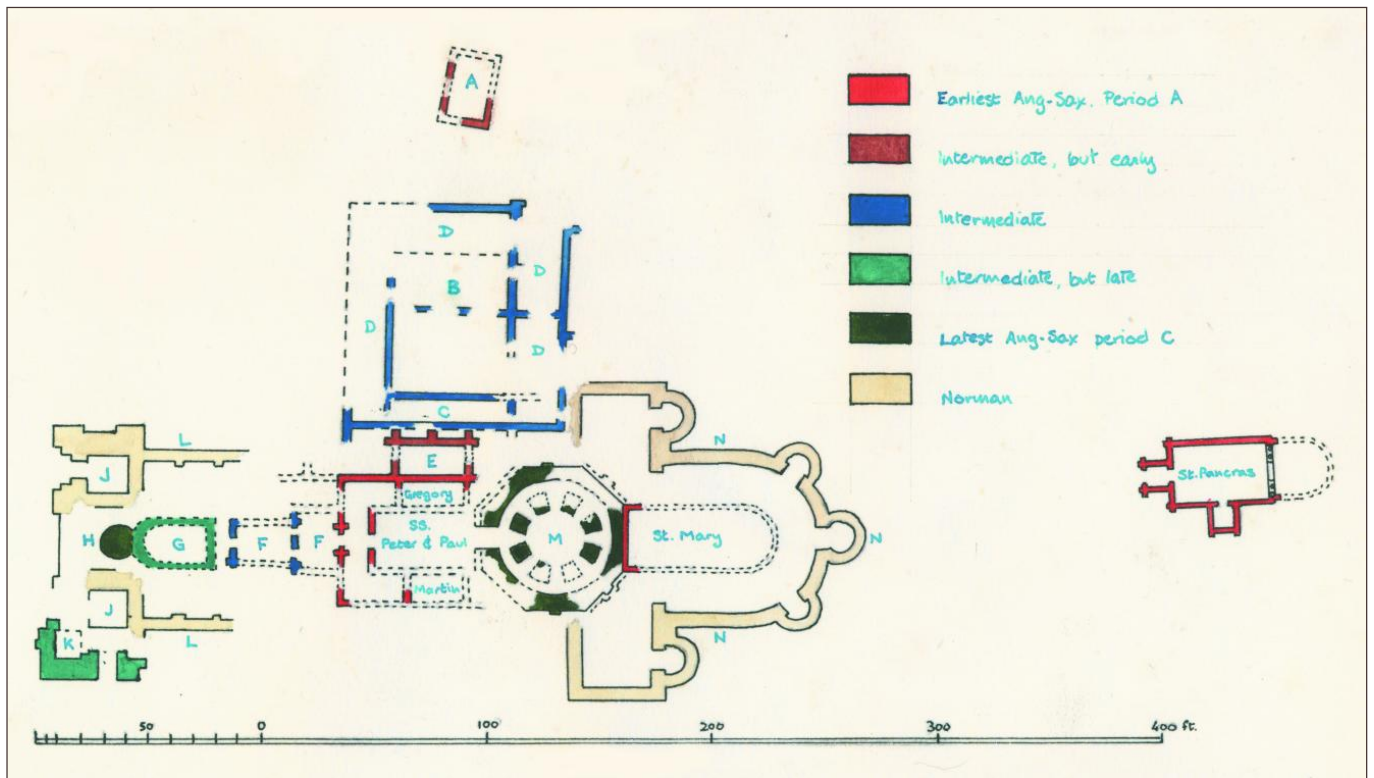 A
Earliest Ang-Sax. Period A
Intermediate, but early
Intermediate
Intermediate, but late
Latest Ang-Sax period C
Norman
D
D
B
D
D
C
E
Gregory
SS.
Peter & Paul
Martin
L
J
H
G
F
F
J
K
L
M
St. Mary
N
N
N
St. Pancras
50
0
100
200
300
400 ft.